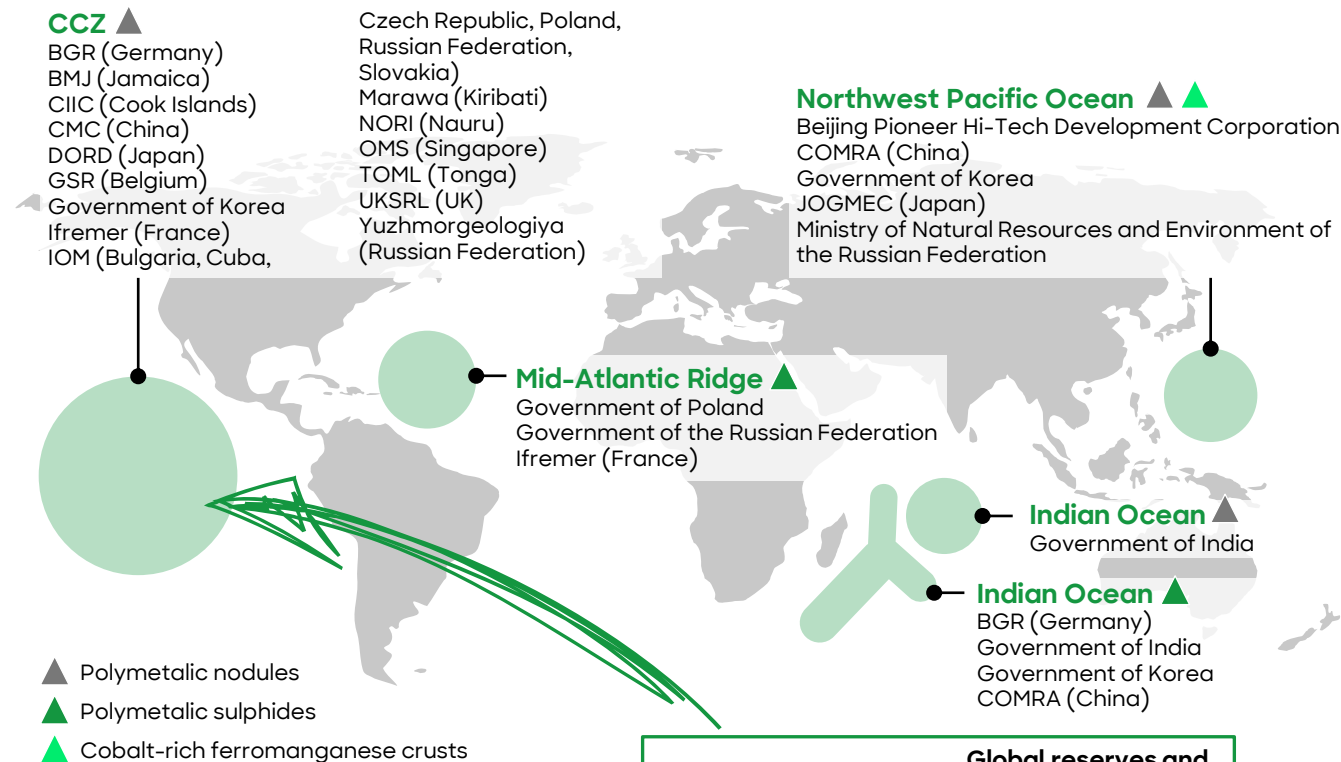 CCZ
BGR (Germany)
BMJ (Jamaica)
CIIC (Cook Islands)
CMC (China)
DORD (Japan)
GSR (Belgium)
Government of Korea
Ifremer (France)
IOM (Bulgaria, Cuba,
Czech Republic, Poland,
Russian Federation,
Slovakia)
Marawa (Kiribati)
NORI (Nauru)
OMS (Singapore)
TOML (Tonga)
UKSRL (UK)
Yuzhmorgeologiya
(Russian Federation)
Northwest Pacific Ocean
Beijing Pioneer Hi-Tech Development Corporation
COMRA (China)
Government of Korea
JOGMEC (Japan)
Ministry of Natural Resources and Environment of
the Russian Federation
Mid-Atlantic Ridge
Government of Poland
Government of the Russian Federation
Ifremer (France)
Indian Ocean
Government of India
Indian Ocean
BGR (Germany)
Government of India
Government of Korea
COMRA (China)
Polymetalic nodules
Polymetalic sulphides
Cobalt-rich ferromanganese crusts
Global reserves and